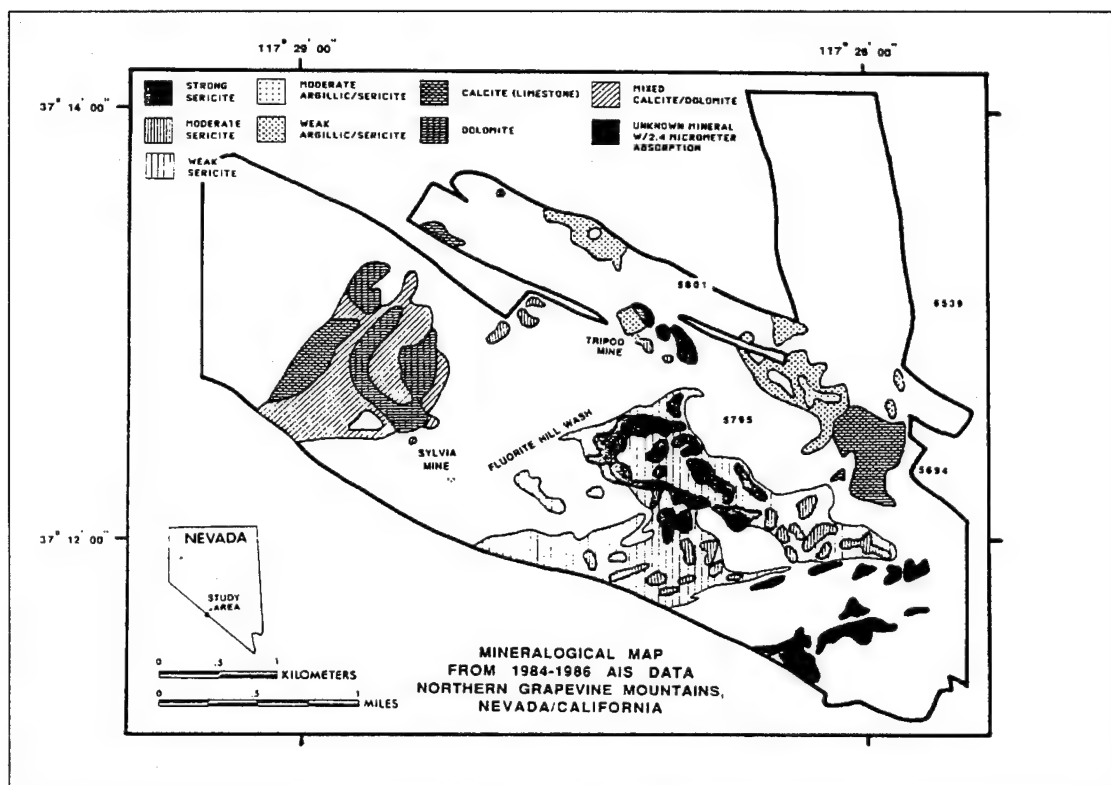 117° 29' 00"
117° 26' 00"
37° 14' 00"
37° 12' 00"
STRONG
SERICITE
MODERATE
SERICITE
WEAK
SERICITE
MODERATE
ARGILLIC/SERICITE
WEAK
ARGILLIC/SERICITE
CALCITE (LIMESTONE)
DOLOMITE
MIXED
CALCITE/DOLOMITE
UNKNOWN MINERAL
W/2.4 MICROMETER
ABSORPTION
5801
6539
TRIPOD
MINE
5795
5694
SYLVIA
MINE
FLUORITE HILL WASH
NEVADA
STUDY
AREA
0 .5 1
KILOMETERS
0 .5 1
MILES
MINERALOGICAL MAP
FROM 1984-1986 AIS DATA
NORTHERN GRAPEVINE MOUNTAINS,
NEVADA/CALIFORNIA